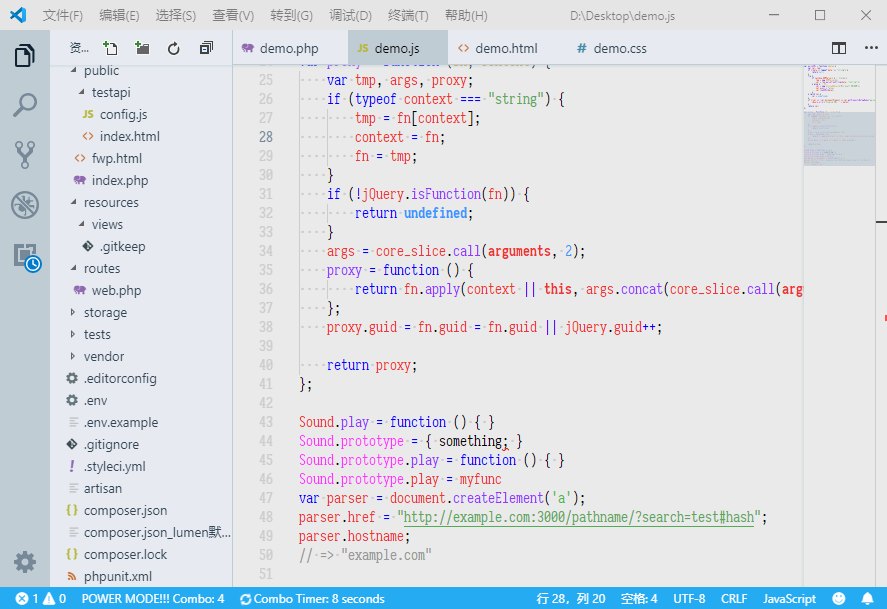 文件(F) 编辑(E) 选择(S) 查看(V) 转到(G) 调试(D) 终端(T) 帮助(H) D:\Desktop\demo.js
资... demo.php JS demo.js <> demo.html # demo.css
public
testapi
JS config.js
<> index.html
<> fwp.html
index.php
resources
views
.gitkeep
routes
web.php
storage
tests
vendor
.editorconfig
.env
.env.example
.gitignore
! .styleci.yml
artisan
{} composer.json
composer.json_lumen默...
{} composer.lock
phpunit.xml
25 var tmp, args, proxy;
26 if (typeof context === "string") {
27 tmp = fn[context];
28 context = fn;
29 fn = tmp;
30 }
31 if (!jQuery.isFunction(fn)) {
32 return undefined;
33 }
34 args = core_slice.call(arguments, 2);
35 proxy = function () {
36 return fn.apply(context || this, args.concat(core_slice.call(arg
37 };
38 proxy.guid = fn.guid = fn.guid || jQuery.guid++;
39
40 return proxy;
41 };
42
43 Sound.play = function () { }
44 Sound.prototype = { something; }
45 Sound.prototype.play = function () { }
46 Sound.prototype.play = myfunc
47 var parser = document.createElement('a');
48 parser.href = "http://example.com:3000/pathname/?search=test#hash";
49 parser.hostname;
50 // => "example.com"
51
1 0 POWER MODE!!! Combo: 4 Combo Timer: 8 seconds 行 28，列 20 空格: 4 UTF-8 CRLF JavaScript